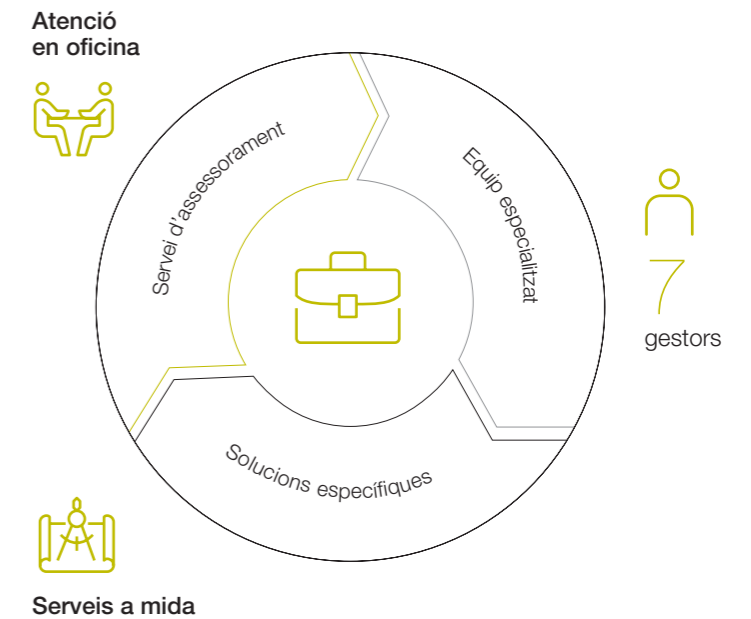 Atenció
en oficina
Servei d'assessorament
Equip especialitzat
7
gestors
Solucions específiques
Serveis a mida